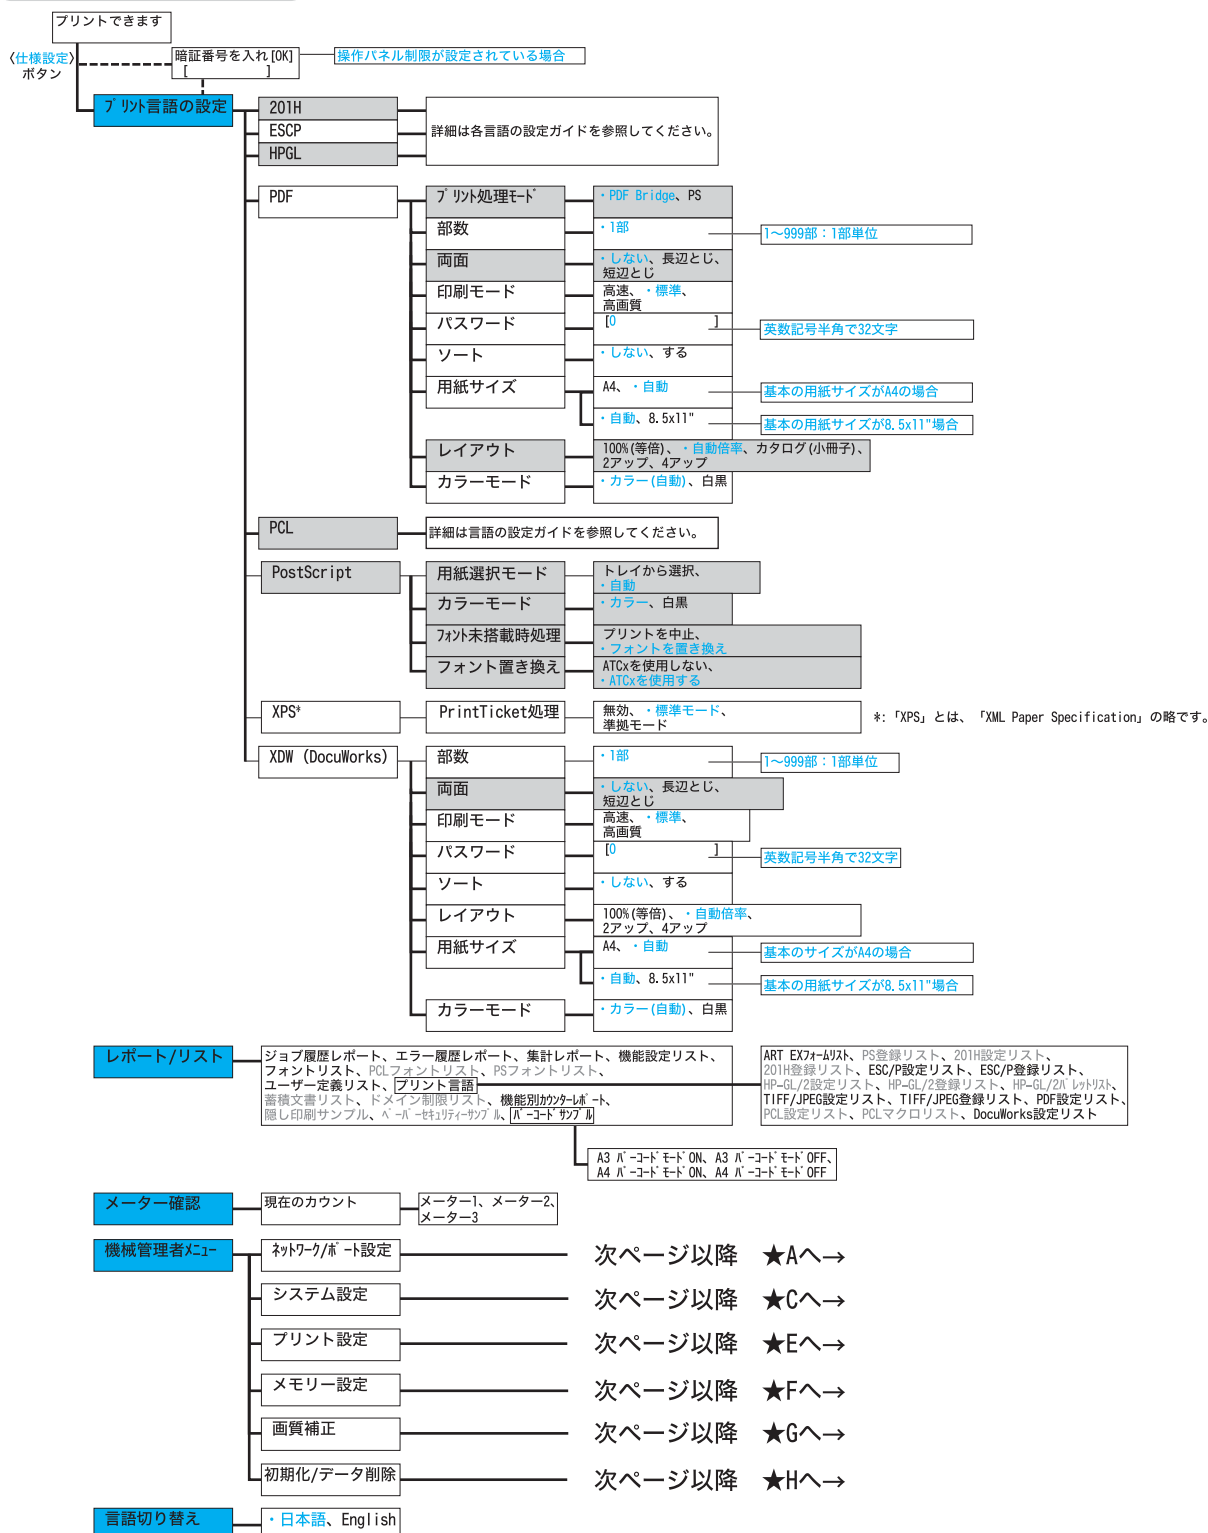 プリントできます
〈仕様設定〉
ボタン
暗証番号を入れ[OK]
[ ]
操作パネル制限が設定されている場合
プリント言語の設定
201H
ESCP
HPGL
詳細は各言語の設定ガイドを参照してください。
PDF
プリント処理モード
・PDF Bridge、PS
部数
・1部
1～999部：1部単位
両面
・しない、長辺とじ、
短辺とじ
印刷モード
高速、・標準、
高画質
パスワード
[0 ]
英数記号半角で32文字
ソート
・しない、する
用紙サイズ
A4、・自動
基本の用紙サイズがA4の場合
・自動、8.5x11"
基本の用紙サイズが8.5x11"場合
レイアウト
100%(等倍)、・自動倍率、カタログ(小冊子)、
2アップ、4アップ
カラーモード
・カラー(自動)、白黒
PCL
詳細は言語の設定ガイドを参照してください。
PostScript
用紙選択モード
トレイから選択、
・自動
カラーモード
・カラー、白黒
フォント未搭載時処理
プリントを中止、
・フォントを置き換え
フォント置き換え
ATCxを使用しない、
・ATCxを使用する
XPS*
PrintTicket処理
無効、・標準モード、
準拠モード
*:「XPS」とは、「XML Paper Specification」の略です。
XDW (DocuWorks)
部数
・1部
1～999部：1部単位
両面
・しない、長辺とじ、
短辺とじ
印刷モード
高速、・標準、
高画質
パスワード
[0 ]
英数記号半角で32文字
ソート
・しない、する
レイアウト
100%(等倍)、・自動倍率、
2アップ、4アップ
用紙サイズ
A4、・自動
基本のサイズがA4の場合
・自動、8.5x11"
基本の用紙サイズが8.5x11"場合
カラーモード
・カラー(自動)、白黒
レポート/リスト
ジョブ履歴レポート、エラー履歴レポート、集計レポート、機能設定リスト、
フォントリスト、PCLフォントリスト、PSフォントリスト、
ユーザー定義リスト、プリント言語
蓄積文書リスト、ドメイン制限リスト、機能別カウンターレポート、
隠し印刷サンプル、ペーパーセキュリティーサンプル、バーコードサンプル
ART EXフォームリスト、PS登録リスト、201H設定リスト、
201H登録リスト、ESC/P設定リスト、ESC/P登録リスト、
HP-GL/2設定リスト、HP-GL/2登録リスト、HP-GL/2パレットリスト、
TIFF/JPEG設定リスト、TIFF/JPEG登録リスト、PDF設定リスト、
PCL設定リスト、PCLマクロリスト、DocuWorks設定リスト
A3 バーコードモードON、A3 バーコードモードOFF、
A4 バーコードモードON、A4 バーコードモードOFF
メーター確認
現在のカウント
メーター1、メーター2、
メーター3
機械管理者メニュー
ネットワーク/ポート設定
次ページ以降 ★Aへ→
システム設定
次ページ以降 ★Cへ→
プリント設定
次ページ以降 ★Eへ→
メモリー設定
次ページ以降 ★Fへ→
画質補正
次ページ以降 ★Gへ→
初期化/データ削除
次ページ以降 ★Hへ→
言語切り替え
・日本語、English